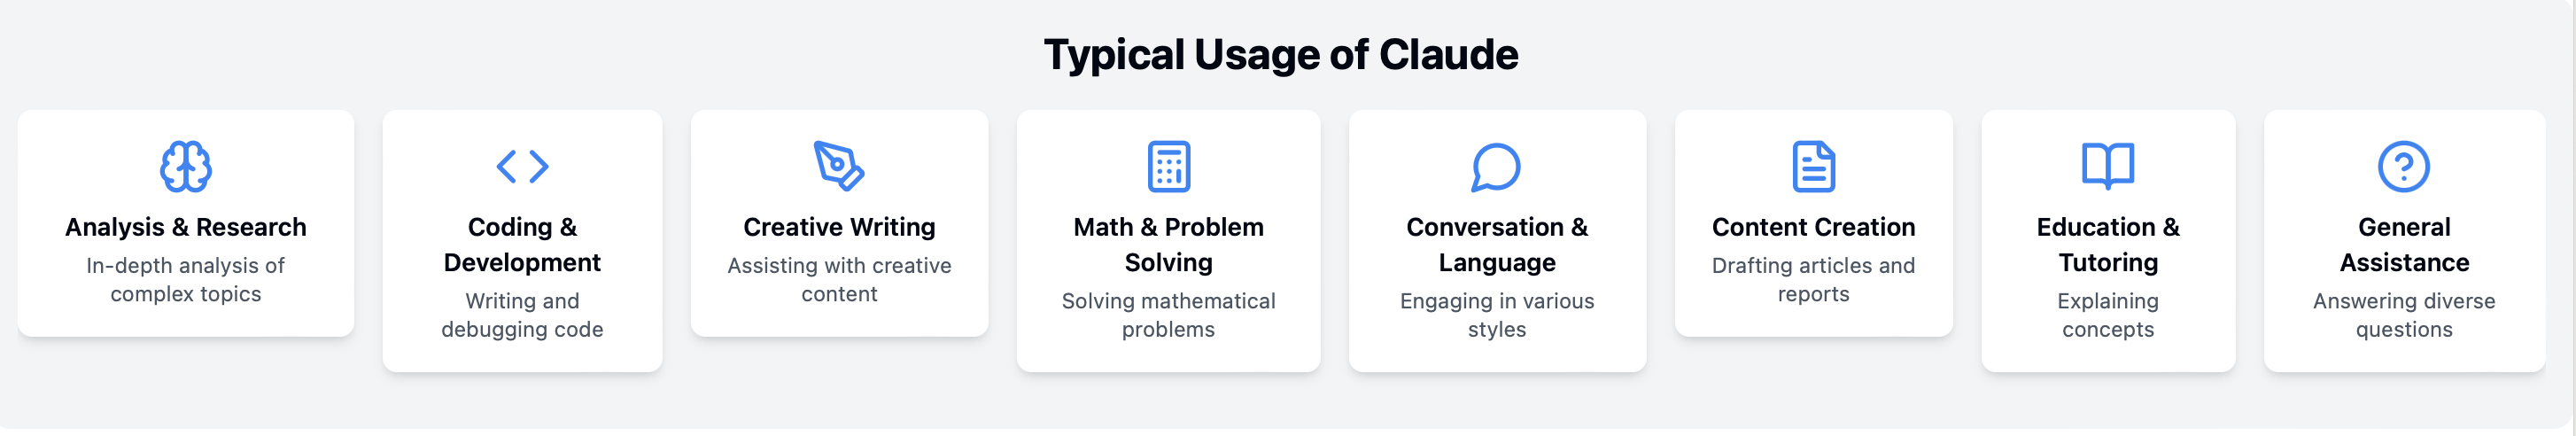 Typical Usage of Claude
Analysis & Research
In-depth analysis of
complex topics
Coding &
Development
Writing and
debugging code
Creative Writing
Assisting with creative
content
Math & Problem
Solving
Solving mathematical
problems
Conversation &
Language
Engaging in various
styles
Content Creation
Drafting articles and
reports
Education &
Tutoring
Explaining
concepts
General
Assistance
Answering diverse
questions